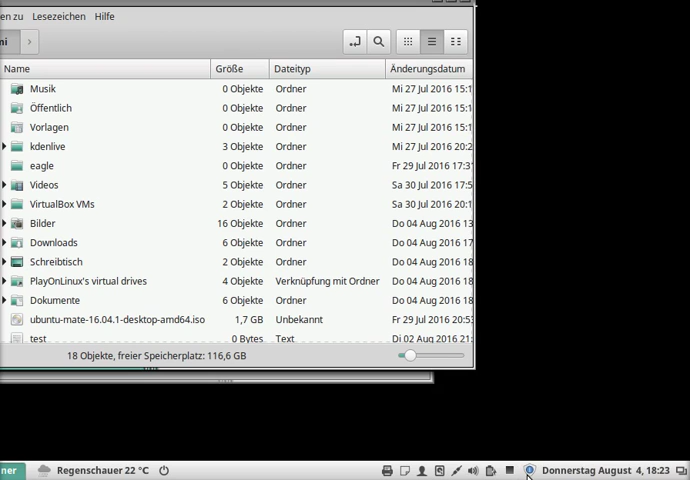 en zu Lesezeichen Hilfe
ni
Name Größe Dateityp Änderungsdatum
Musik 0 Objekte Ordner Mi 27 Jul 2016 15:1
Öffentlich 0 Objekte Ordner Mi 27 Jul 2016 15:1
Vorlagen 0 Objekte Ordner Mi 27 Jul 2016 15:1
kdenlive 3 Objekte Ordner Mi 27 Jul 2016 20:2
eagle 0 Objekte Ordner Fr 29 Jul 2016 17:3
Videos 5 Objekte Ordner Sa 30 Jul 2016 17:5
VirtualBox VMs 2 Objekte Ordner Sa 30 Jul 2016 20:1
Bilder 16 Objekte Ordner Do 04 Aug 2016 13
Downloads 6 Objekte Ordner Do 04 Aug 2016 17
Schreibtisch 2 Objekte Ordner Do 04 Aug 2016 18
PlayOnLinux's virtual drives 4 Objekte Verknüpfung mit Ordner Do 04 Aug 2016 18
Dokumente 6 Objekte Ordner Do 04 Aug 2016 18
ubuntu-mate-16.04.1-desktop-amd64.iso 1,7 GB Unbekannt Fr 29 Jul 2016 20:5
test 0 Bytes Text Di 02 Aug 2016 21:
18 Objekte, freier Speicherplatz: 116,6 GB
ner Regenschauer 22 °C Donnerstag August 4, 18:23